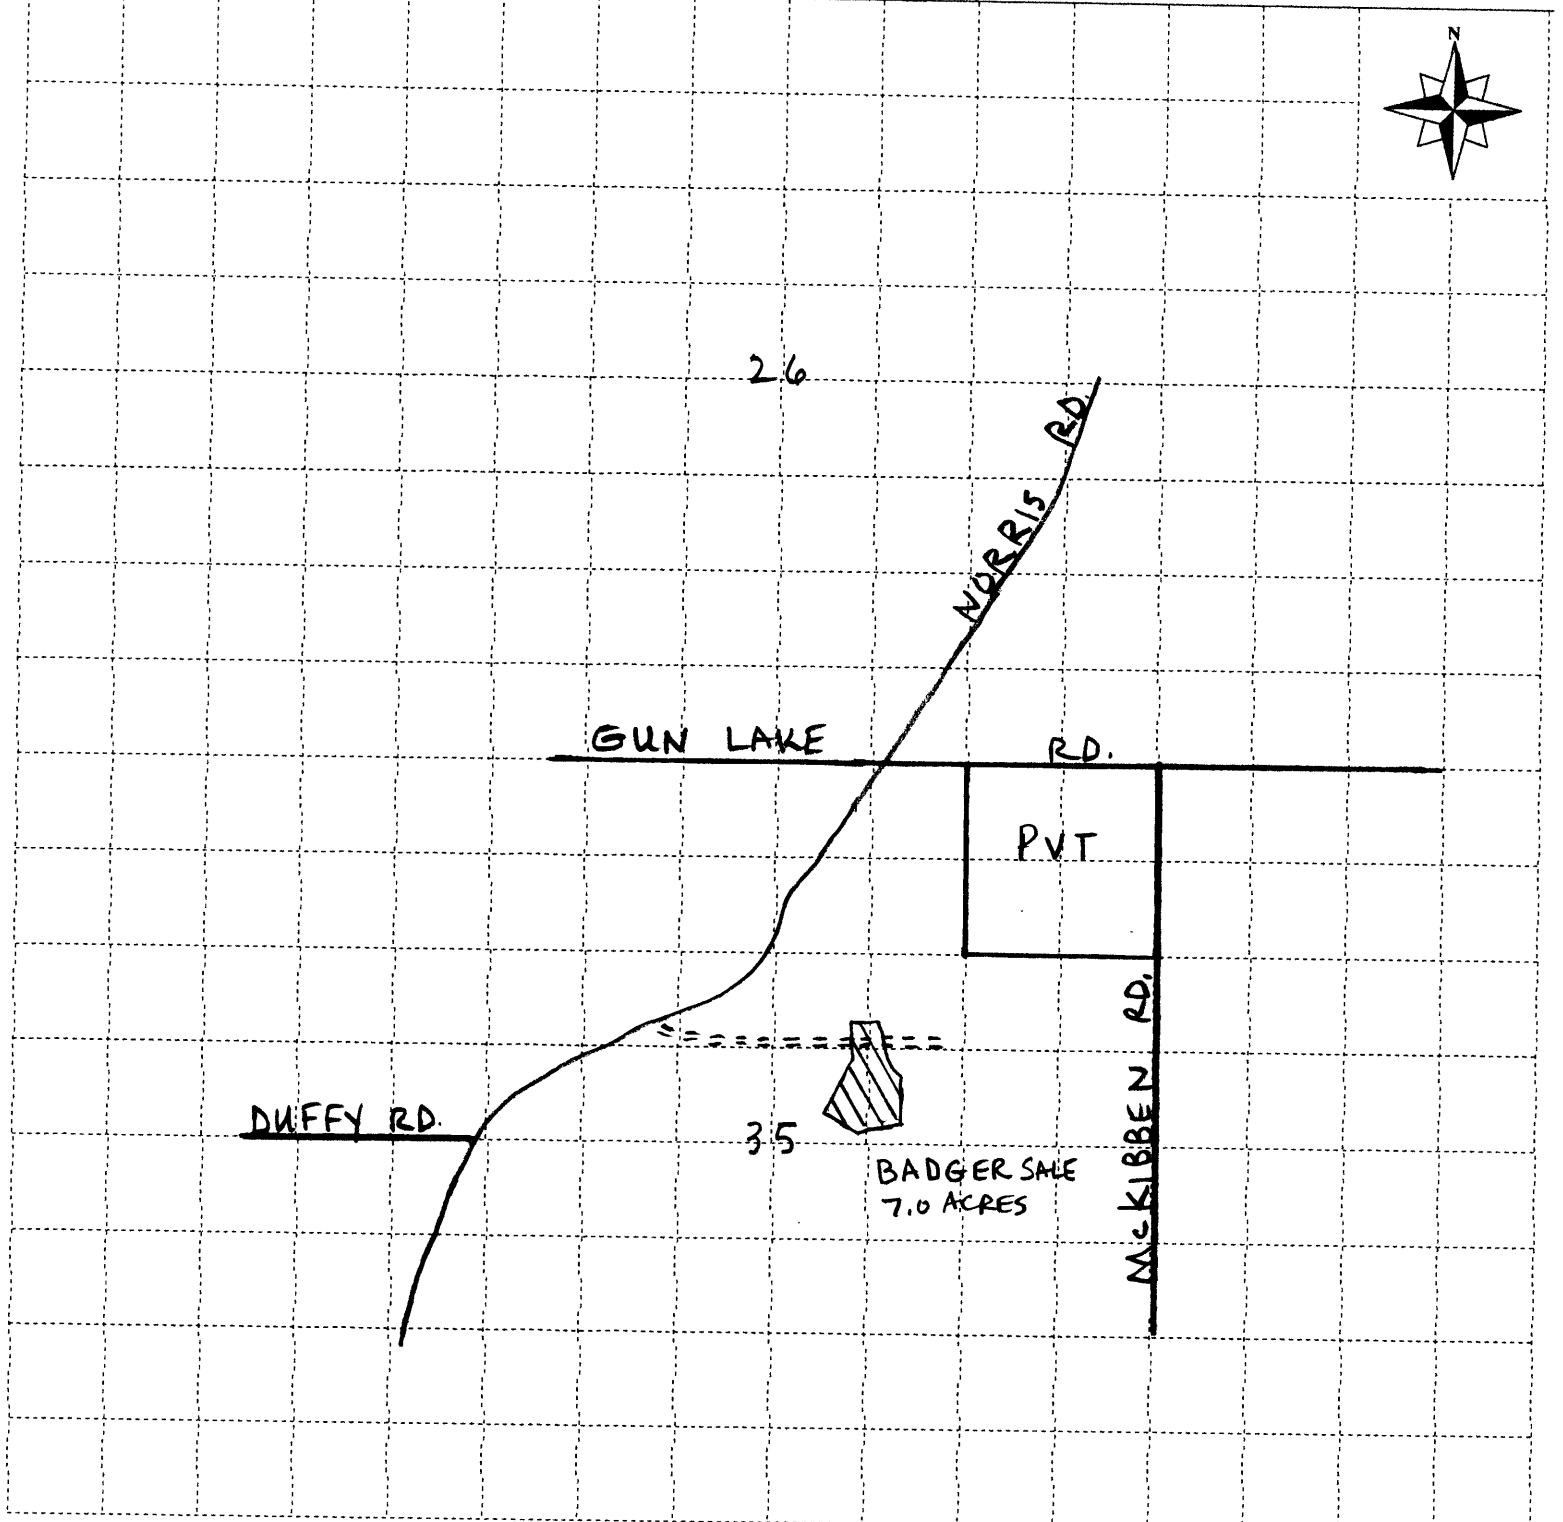 N
26
NORRIS RD.
GUN LAKE RD.
PVT
McKIBBEN RD.
DUFFY RD.
35
BADGER SALE
7.0 ACRES